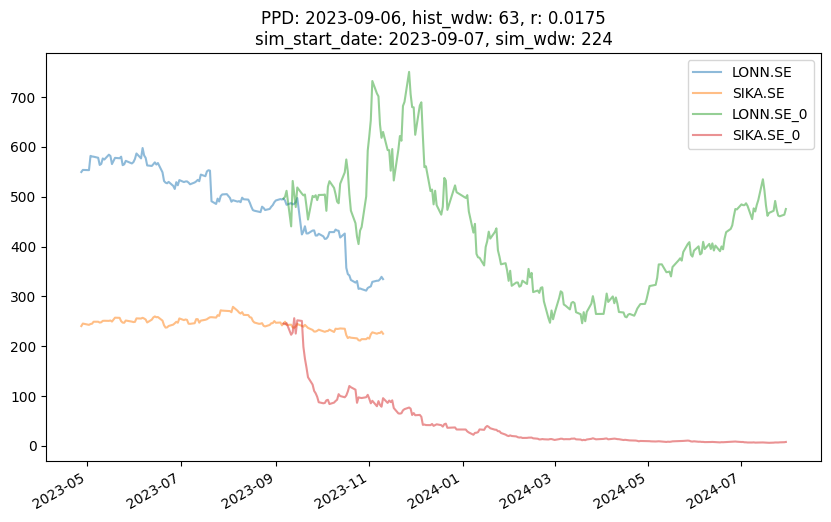 PPD: 2023-09-06, hist_wdw: 63, r: 0.0175
sim_start_date: 2023-09-07, sim_wdw: 224
LONN.SE
SIKA.SE
LONN.SE_0
SIKA.SE_0
700
600
500
400
300
200
100
0
2023-05
2023-07
2023-09
2023-11
2024-01
2024-03
2024-05
2024-07